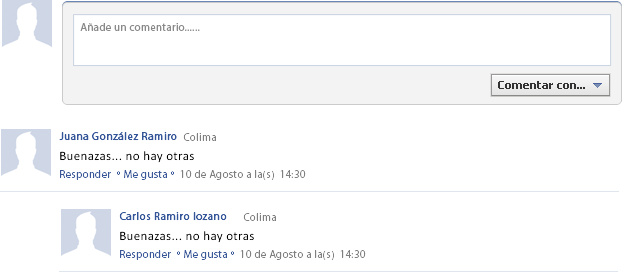 Añade un comentario......
Comentar con...
Juana González Ramiro Colima
Buenazas... no hay otras
Responder º Me gusta º 10 de Agosto a la(s) 14:30
Carlos Ramiro lozano Colima
Buenazas... no hay otras
Responder º Me gusta º 10 de Agosto a la(s) 14:30